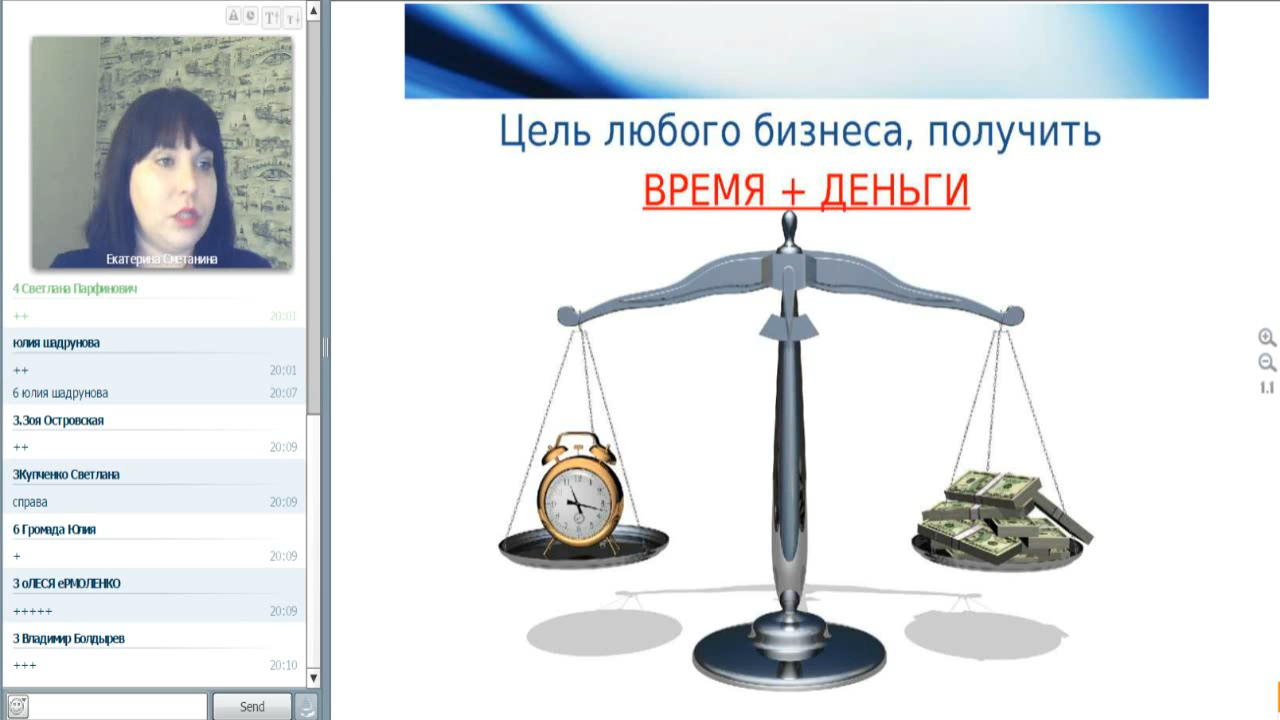 Екатерина Сметанина
4 Светлана Парфинович
++ 20:01
юлия шадрунова
++ 20:01
6 юлия шадрунова 20:07
3.Зоя Островская
++ 20:09
3Купченко Светлана
справа 20:09
6 Громада Юлия
+ 20:09
3 оЛЕСЯ еРМОЛЕНКО
+++++ 20:09
3 Владимир Болдырев
+++ 20:10
Send
Цель любого бизнеса, получить
ВРЕМЯ + ДЕНЬГИ
1:1